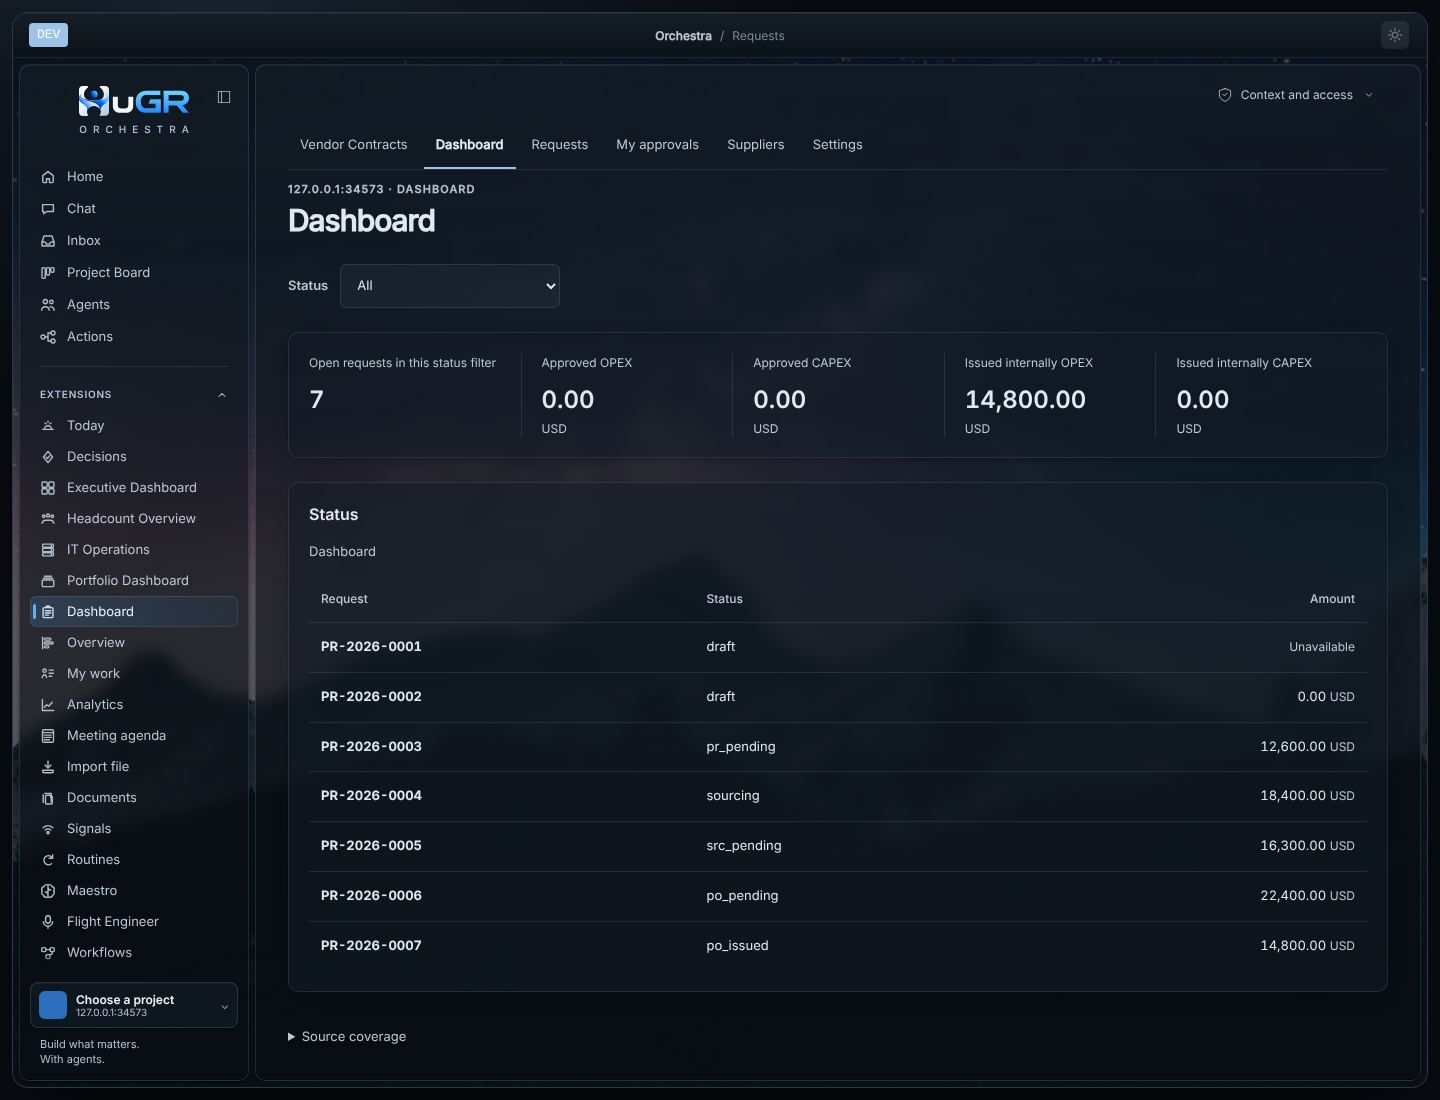 DEV
Orchestra / Requests
HuGR
ORCHESTRA
Home
Chat
Inbox
Project Board
Agents
Actions
EXTENSIONS
Today
Decisions
Executive Dashboard
Headcount Overview
IT Operations
Portfolio Dashboard
Dashboard
Overview
My work
Analytics
Meeting agenda
Import file
Documents
Signals
Routines
Maestro
Flight Engineer
Workflows
Choose a project
127.0.0.1:34573
Build what matters.
With agents.
Context and access
Vendor Contracts Dashboard Requests My approvals Suppliers Settings
127.0.0.1:34573 · DASHBOARD
Dashboard
Status All
Open requests in this status filter Approved OPEX Approved CAPEX Issued internally OPEX Issued internally CAPEX
7 0.00 0.00 14,800.00 0.00
USD USD USD USD
Status
Dashboard
Request Status Amount
PR-2026-0001 draft Unavailable
PR-2026-0002 draft 0.00 USD
PR-2026-0003 pr_pending 12,600.00 USD
PR-2026-0004 sourcing 18,400.00 USD
PR-2026-0005 src_pending 16,300.00 USD
PR-2026-0006 po_pending 22,400.00 USD
PR-2026-0007 po_issued 14,800.00 USD
Source coverage